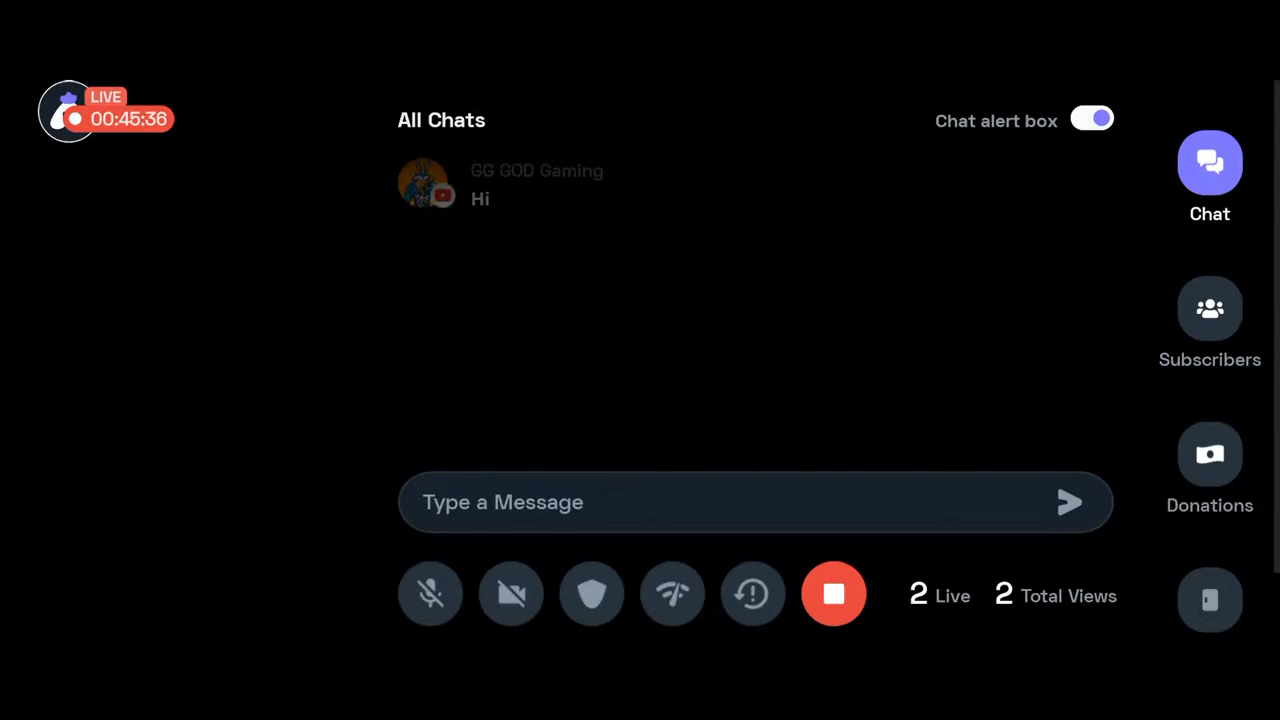 LIVE
00:45:36
All Chats
Chat alert box
GG GOD Gaming
Hi
Chat
Subscribers
Donations
Type a Message
2 Live
2 Total Views